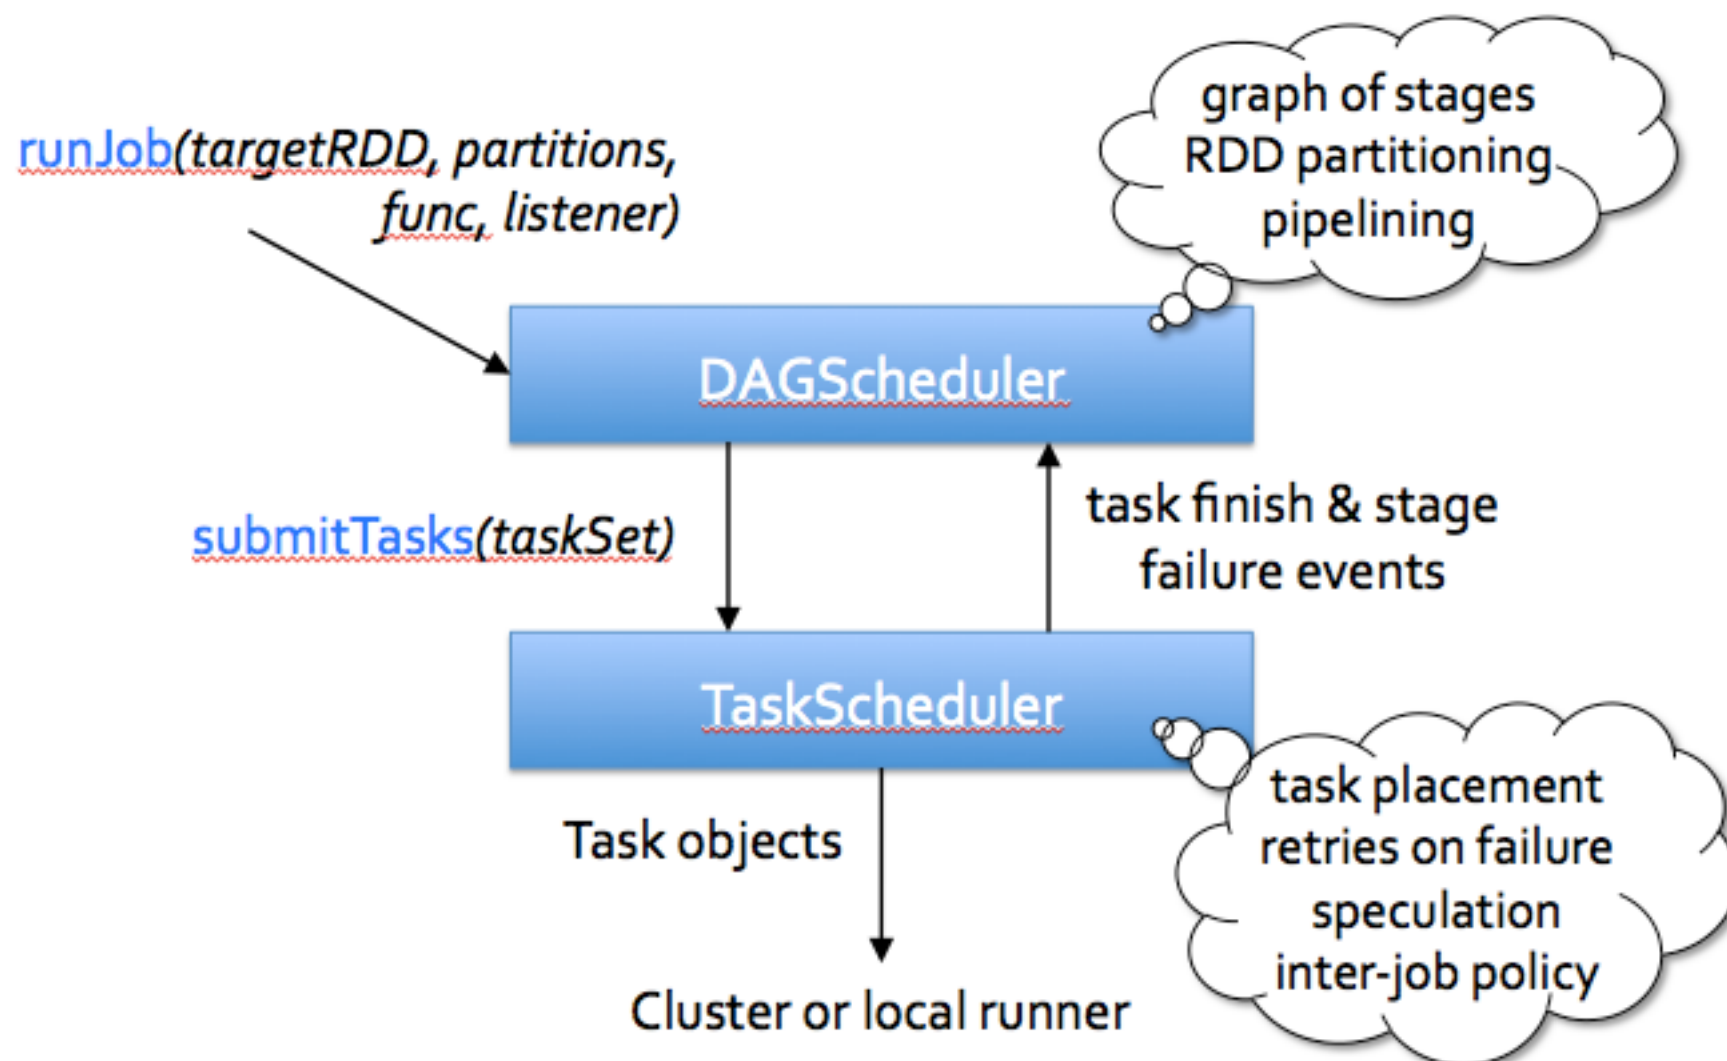 graph of stages
RDD partitioning
pipelining
runJob(targetRDD, partitions,
func, listener)
DAGScheduler
submitTasks(taskSet)
task finish & stage
failure events
TaskScheduler
task placement
retries on failure
speculation
inter-job policy
Task objects
Cluster or local runner